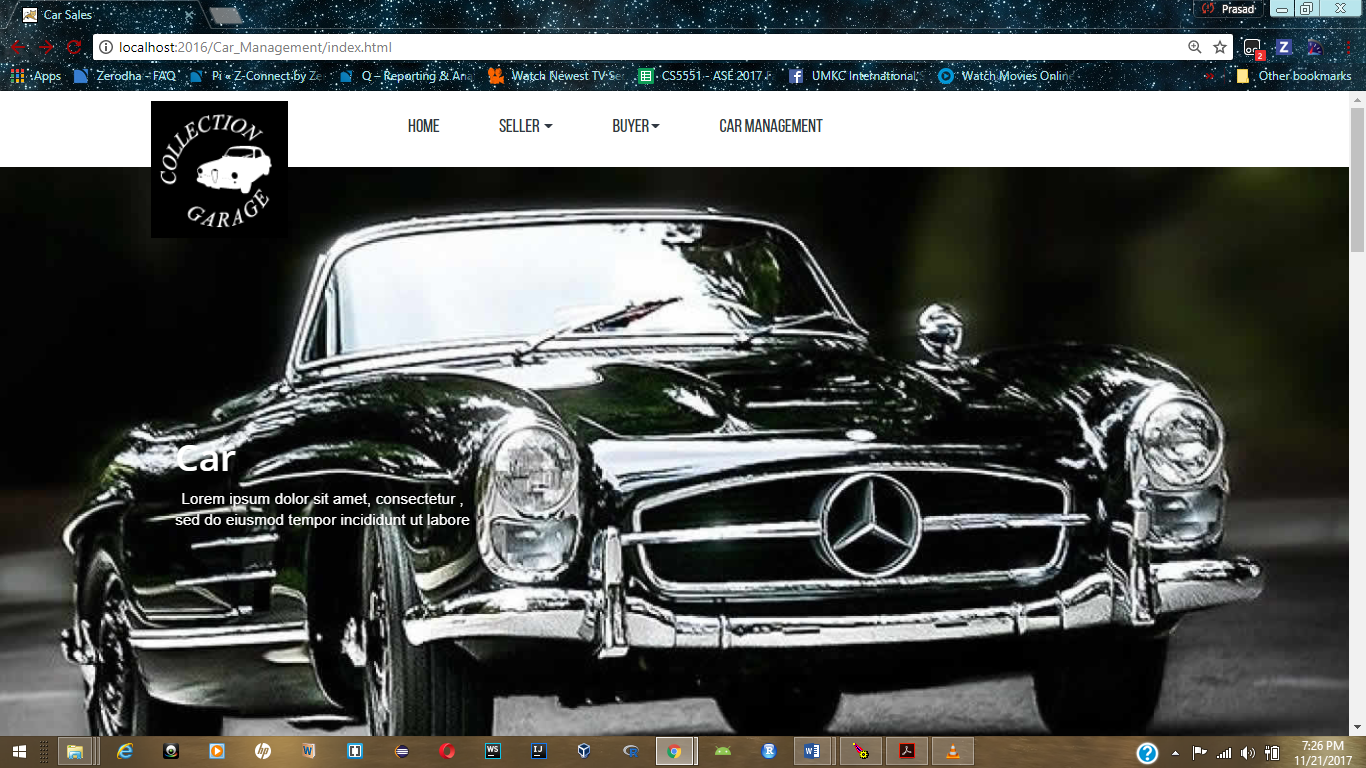 Car Sales
Prasad
localhost:2016/Car_Management/index.html
2
Apps
Zerodha - FAQ
Pi « Z-Connect by Ze
Q – Reporting & An
Watch Newest TV Se
CS5551 - ASE 2017 F
UMKC International
Watch Movies Online
Other bookmarks
COLLECTION
GARAGE
HOME
SELLER
BUYER
CAR MANAGEMENT
Car
Lorem ipsum dolor sit amet, consectetur ,
sed do eiusmod tempor incididunt ut labore
7:26 PM
11/21/2017